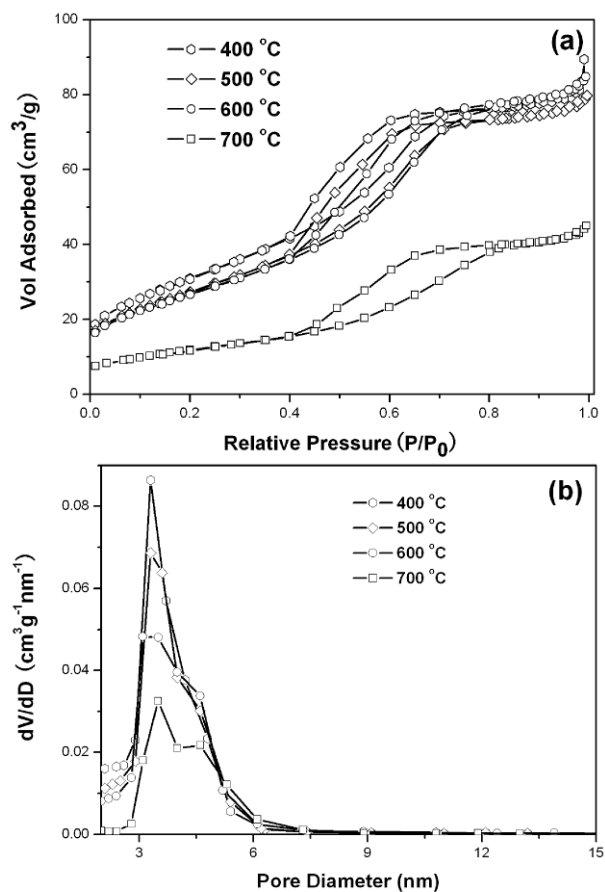 (a)
400 °C
500 °C
600 °C
700 °C
Vol Adsorbed (cm³/g)
100
80
60
40
20
0
0.0 0.2 0.4 0.6 0.8 1.0
Relative Pressure (P/P₀)
(b)
400 °C
500 °C
600 °C
700 °C
dV/dD (cm³g⁻¹nm⁻¹)
0.08
0.06
0.04
0.02
0.00
3 6 9 12 15
Pore Diameter (nm)